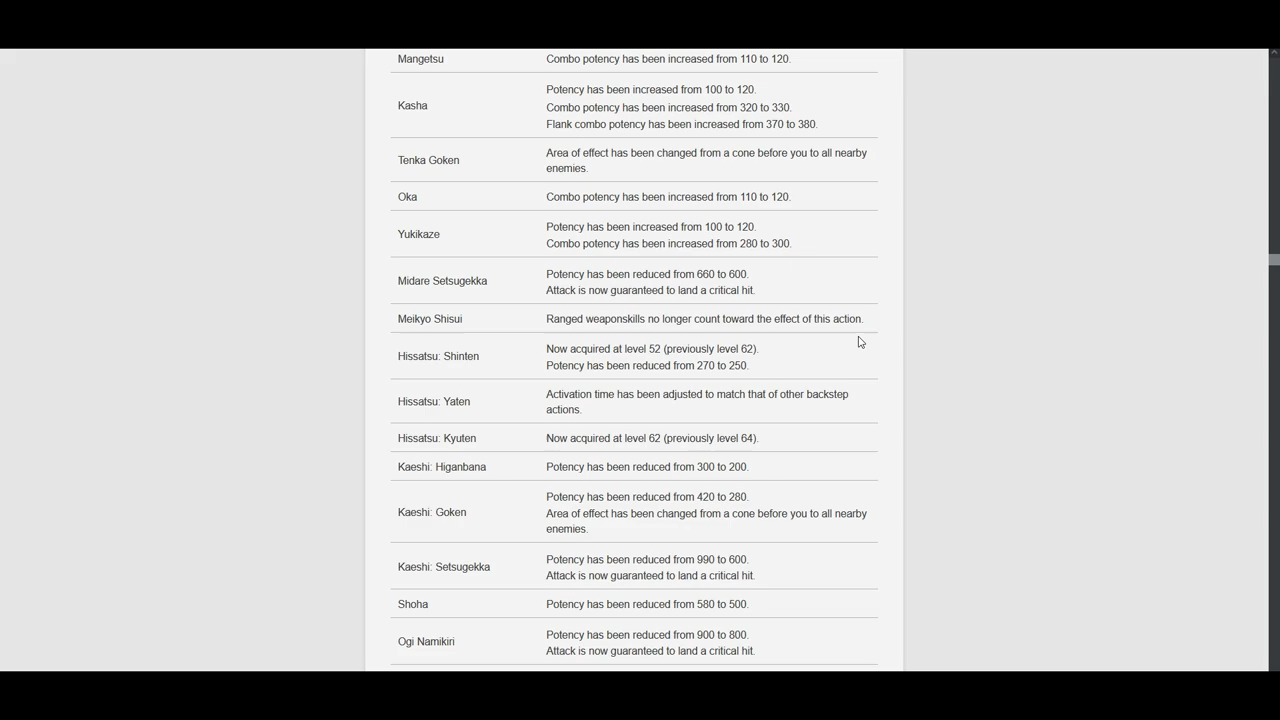 Mangetsu
Combo potency has been increased from 110 to 120.
Kasha
Potency has been increased from 100 to 120.
Combo potency has been increased from 320 to 330.
Flank combo potency has been increased from 370 to 380.
Tenka Goken
Area of effect has been changed from a cone before you to all nearby
enemies.
Oka
Combo potency has been increased from 110 to 120.
Yukikaze
Potency has been increased from 100 to 120.
Combo potency has been increased from 280 to 300.
Midare Setsugekka
Potency has been reduced from 660 to 600.
Attack is now guaranteed to land a critical hit.
Meikyo Shisui
Ranged weaponskills no longer count toward the effect of this action.
Hissatsu: Shinten
Now acquired at level 52 (previously level 62).
Potency has been reduced from 270 to 250.
Hissatsu: Yaten
Activation time has been adjusted to match that of other backstep
actions.
Hissatsu: Kyuten
Now acquired at level 62 (previously level 64).
Kaeshi: Higanbana
Potency has been reduced from 300 to 200.
Kaeshi: Goken
Potency has been reduced from 420 to 280.
Area of effect has been changed from a cone before you to all nearby
enemies.
Kaeshi: Setsugekka
Potency has been reduced from 990 to 600.
Attack is now guaranteed to land a critical hit.
Shoha
Potency has been reduced from 580 to 500.
Ogi Namikiri
Potency has been reduced from 900 to 800.
Attack is now guaranteed to land a critical hit.